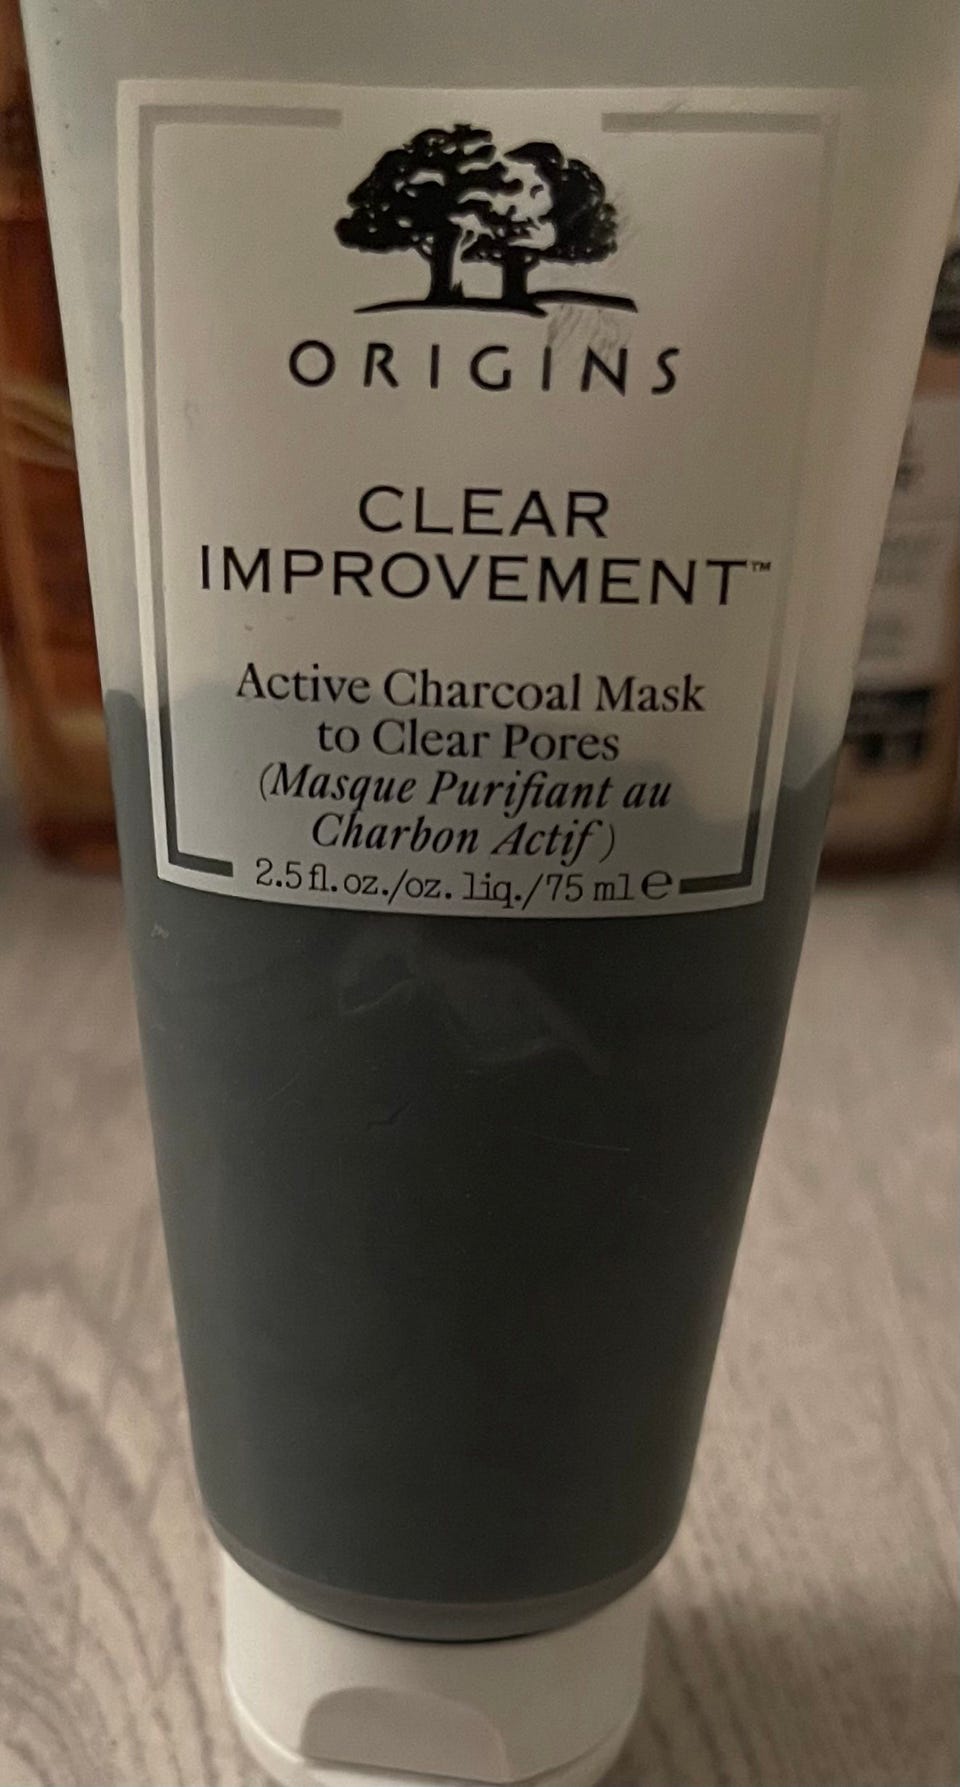 ORIGINS
CLEAR
IMPROVEMENT™
Active Charcoal Mask
to Clear Pores
(Masque Purifiant au
Charbon Actif)
2.5 fl. oz./oz. liq./75 ml ℮